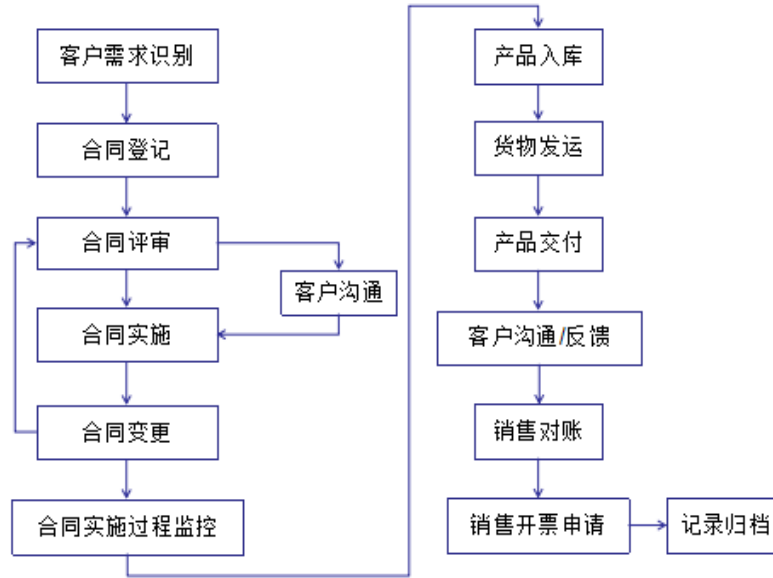 客户需求识别
合同登记
合同评审
客户沟通
合同实施
合同变更
合同实施过程监控
产品入库
货物发运
产品交付
客户沟通/反馈
销售对账
销售开票申请
记录归档